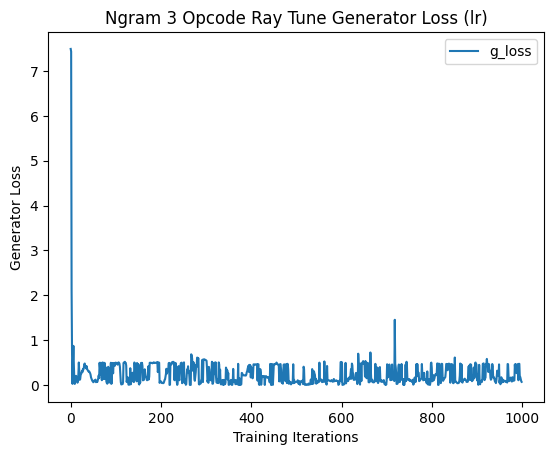 Ngram 3 Opcode Ray Tune Generator Loss (lr)
g_loss
Generator Loss
7
6
5
4
3
2
1
0
0 200 400 600 800 1000
Training Iterations